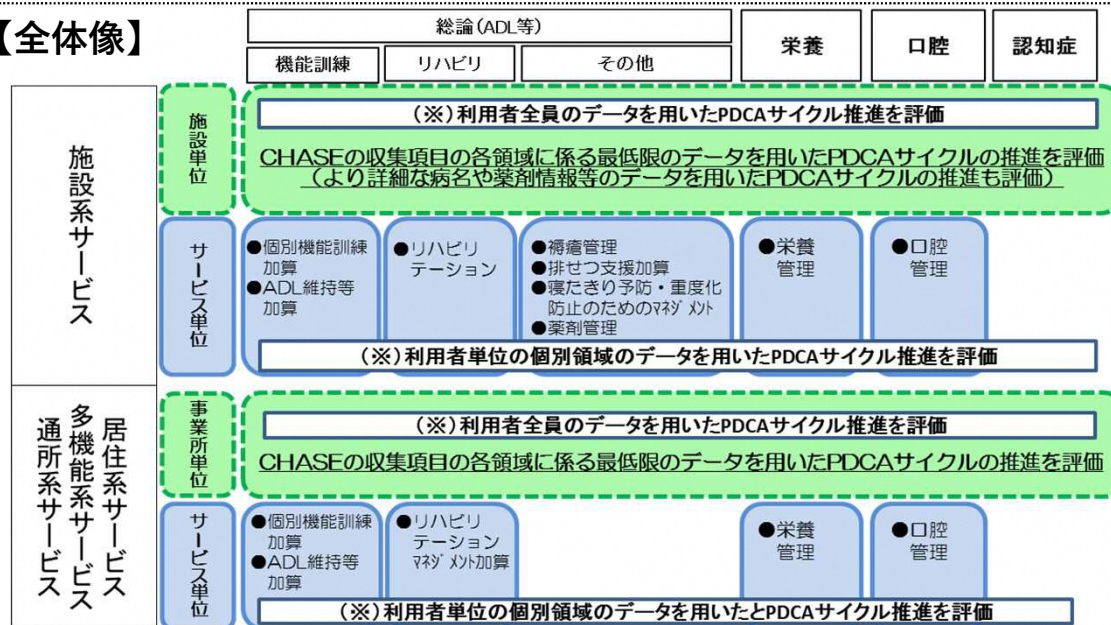 【全体像】
総論(ADL等)
機能訓練
リハビリ
その他
栄養
口腔
認知症
施設系サービス
施設単位
(※)利用者全員のデータを用いたPDCAサイクル推進を評価
CHASEの収集項目の各領域に係る最低限のデータを用いたPDCAサイクルの推進を評価
(より詳細な病名や薬剤情報等のデータを用いたPDCAサイクルの推進も評価)
サービス単位
●個別機能訓練
加算
●ADL維持等
加算
●リハビリ
テーション
●褥瘡管理
●排せつ支援加算
●寝たきり予防・重度化
防止のためのマネジメント
●薬剤管理
●栄養
管理
●口腔
管理
(※)利用者単位の個別領域のデータを用いたPDCAサイクル推進を評価
居住系サービス
多機能系サービス
通所系サービス
事業所単位
(※)利用者全員のデータを用いたPDCAサイクル推進を評価
CHASEの収集項目の各領域に係る最低限のデータを用いたPDCAサイクルの推進を評価
サービス単位
●個別機能訓練
加算
●ADL維持等
加算
●リハビリ
テーション
マネジメント加算
●栄養
管理
●口腔
管理
(※)利用者単位の個別領域のデータを用いたとPDCAサイクル推進を評価